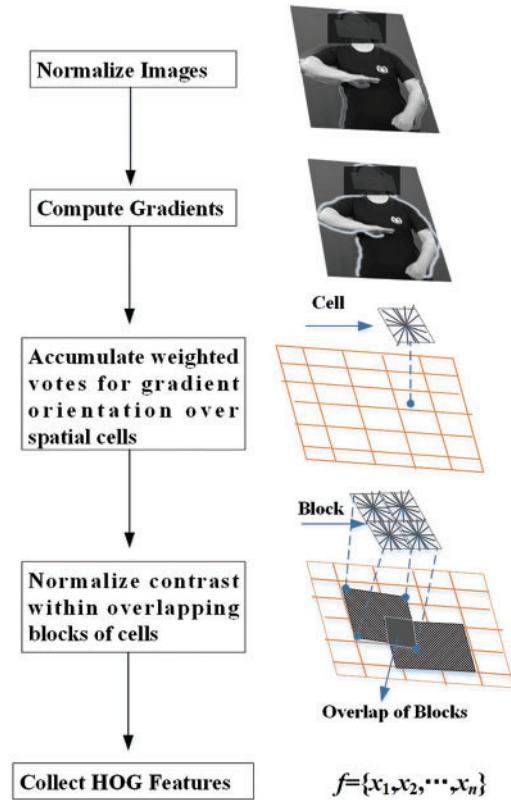 Normalize Images
Compute Gradients
Cell
Accumulate weighted
votes for gradient
orientation over
spatial cells
Block
Normalize contrast
within overlapping
blocks of cells
Overlap of Blocks
Collect HOG Features
f={x₁,x₂,⋯,xₙ}